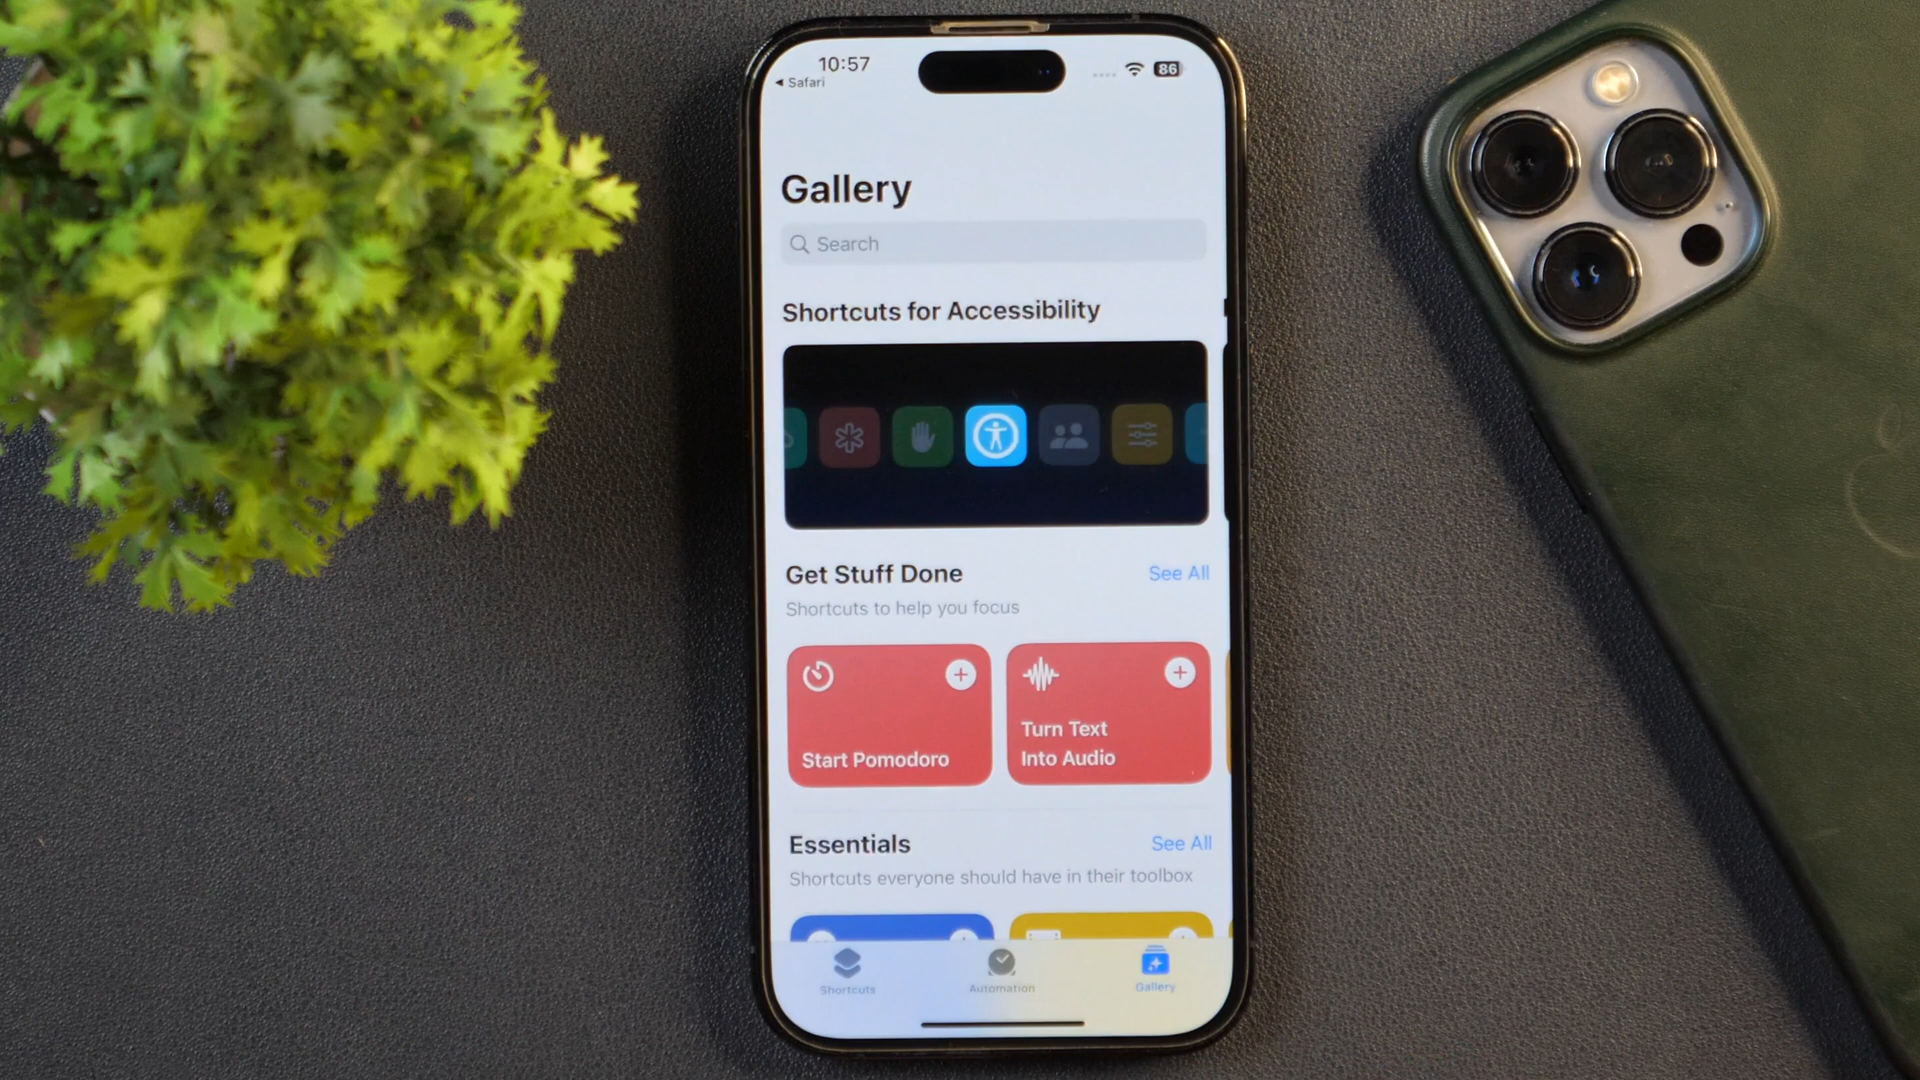 10:57
Safari
86
Gallery
Search
Shortcuts for Accessibility
Get Stuff Done
See All
Shortcuts to help you focus
Start Pomodoro
Turn Text
Into Audio
Essentials
See All
Shortcuts everyone should have in their toolbox
Shortcuts
Automation
Gallery